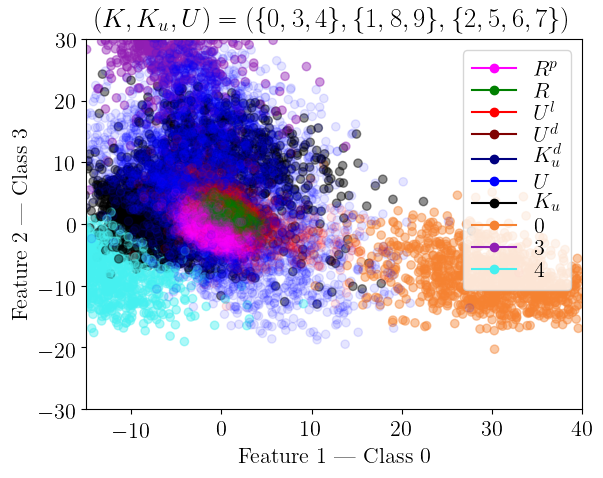 (K, K_u, U) = ({0, 3, 4}, {1, 8, 9}, {2, 5, 6, 7})
30
20
10
0
−10
−20
−30
Feature 2 — Class 3
R^p
R
U^l
U^d
K_u^d
U
K_u
0
3
4
−10
0
10
20
30
40
Feature 1 — Class 0